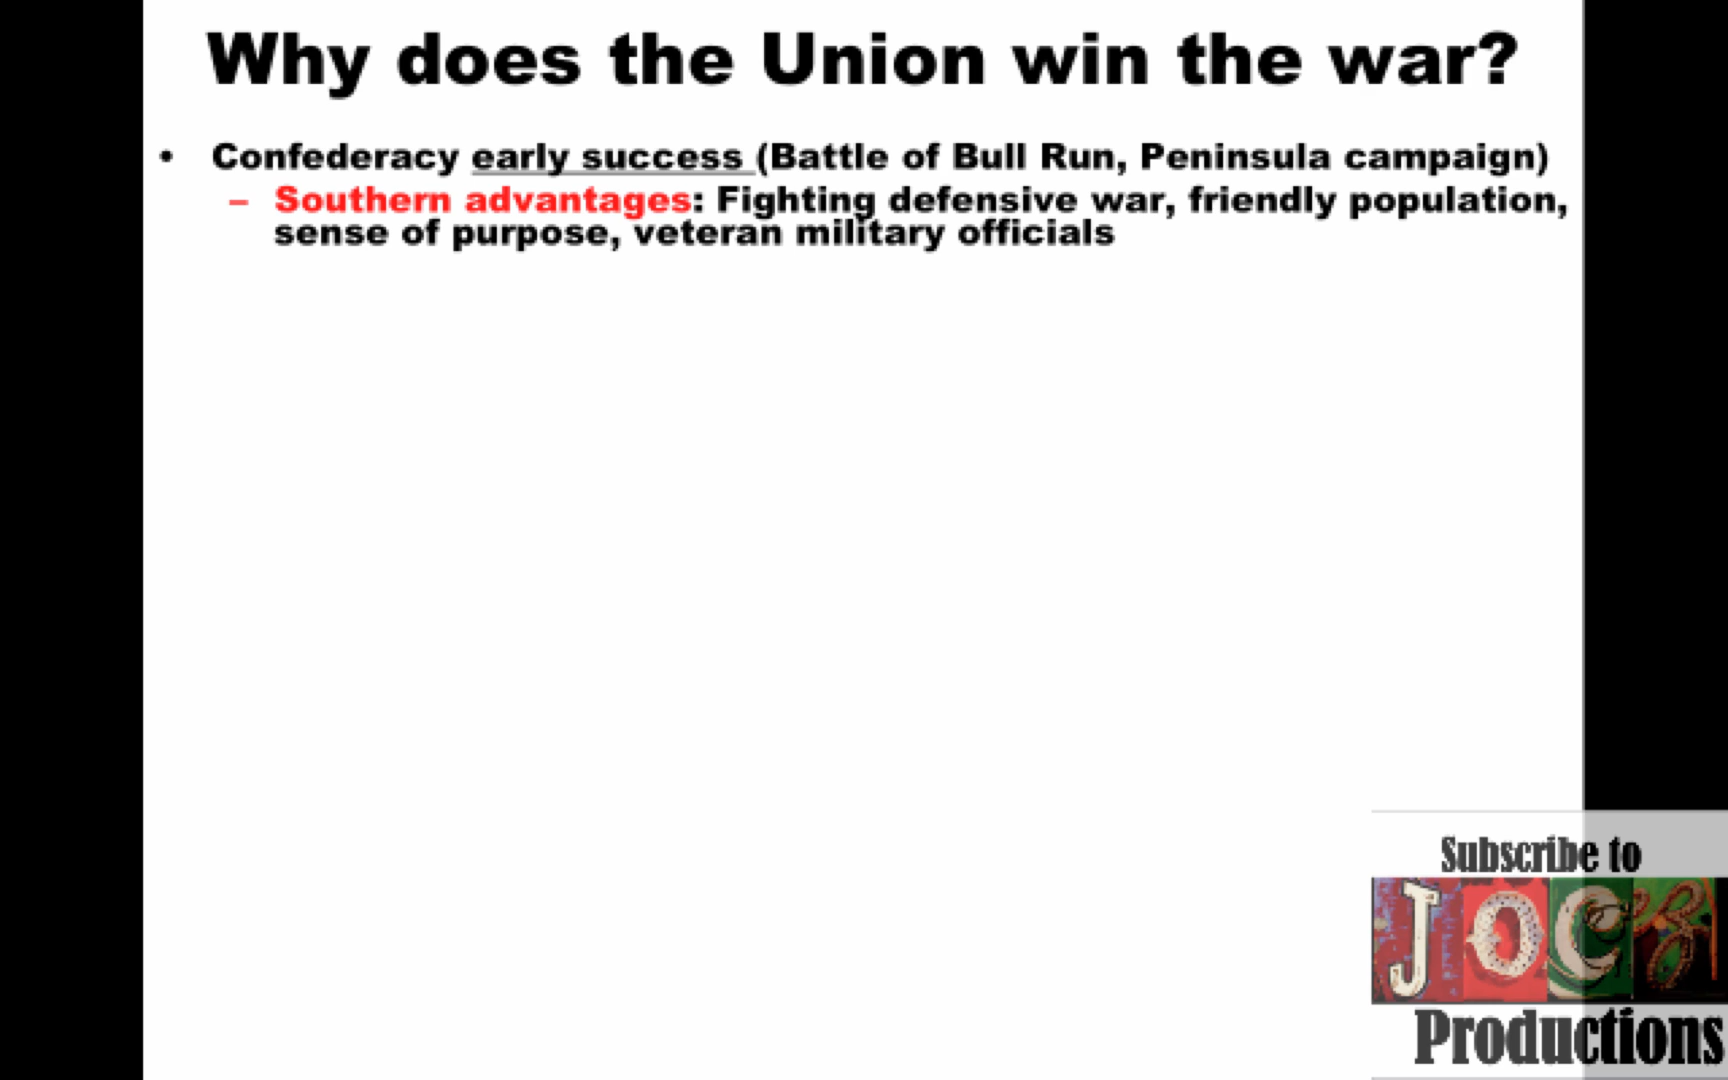 Why does the Union win the war?
• Confederacy early success (Battle of Bull Run, Peninsula campaign)
– Southern advantages: Fighting defensive war, friendly population,
sense of purpose, veteran military officials
Subscribe to
JOCZ
Productions